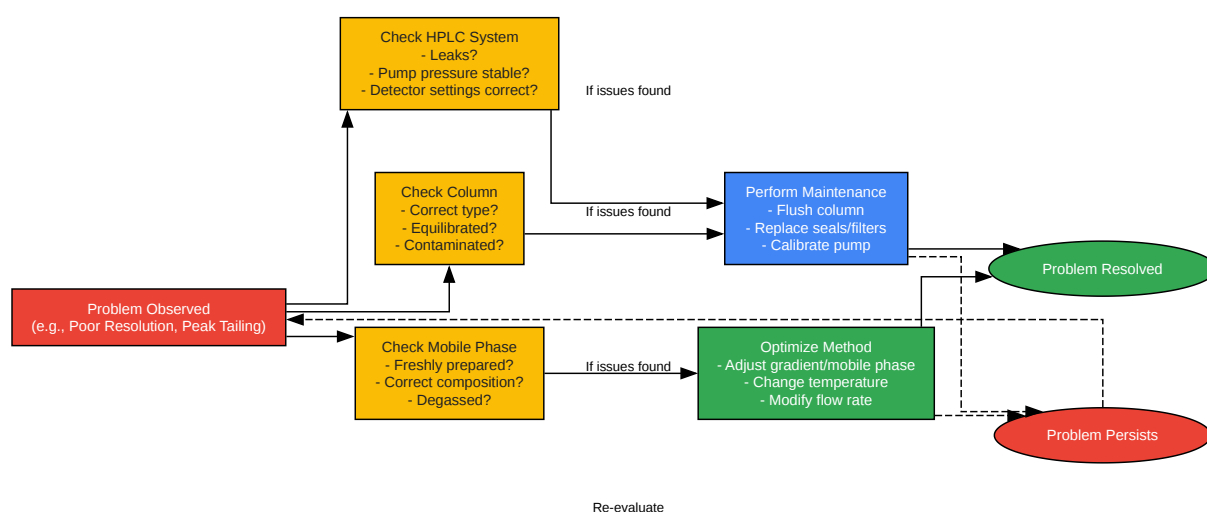 Check HPLC System
- Leaks?
- Pump pressure stable?
- Detector settings correct?
If issues found
Check Column
- Correct type?
- Equilibrated?
- Contaminated?
If issues found
Perform Maintenance
- Flush column
- Replace seals/filters
- Calibrate pump
Problem Resolved
Problem Observed
(e.g., Poor Resolution, Peak Tailing)
Check Mobile Phase
- Freshly prepared?
- Correct composition?
- Degassed?
If issues found
Optimize Method
- Adjust gradient/mobile phase
- Change temperature
- Modify flow rate
Problem Persists
Re-evaluate